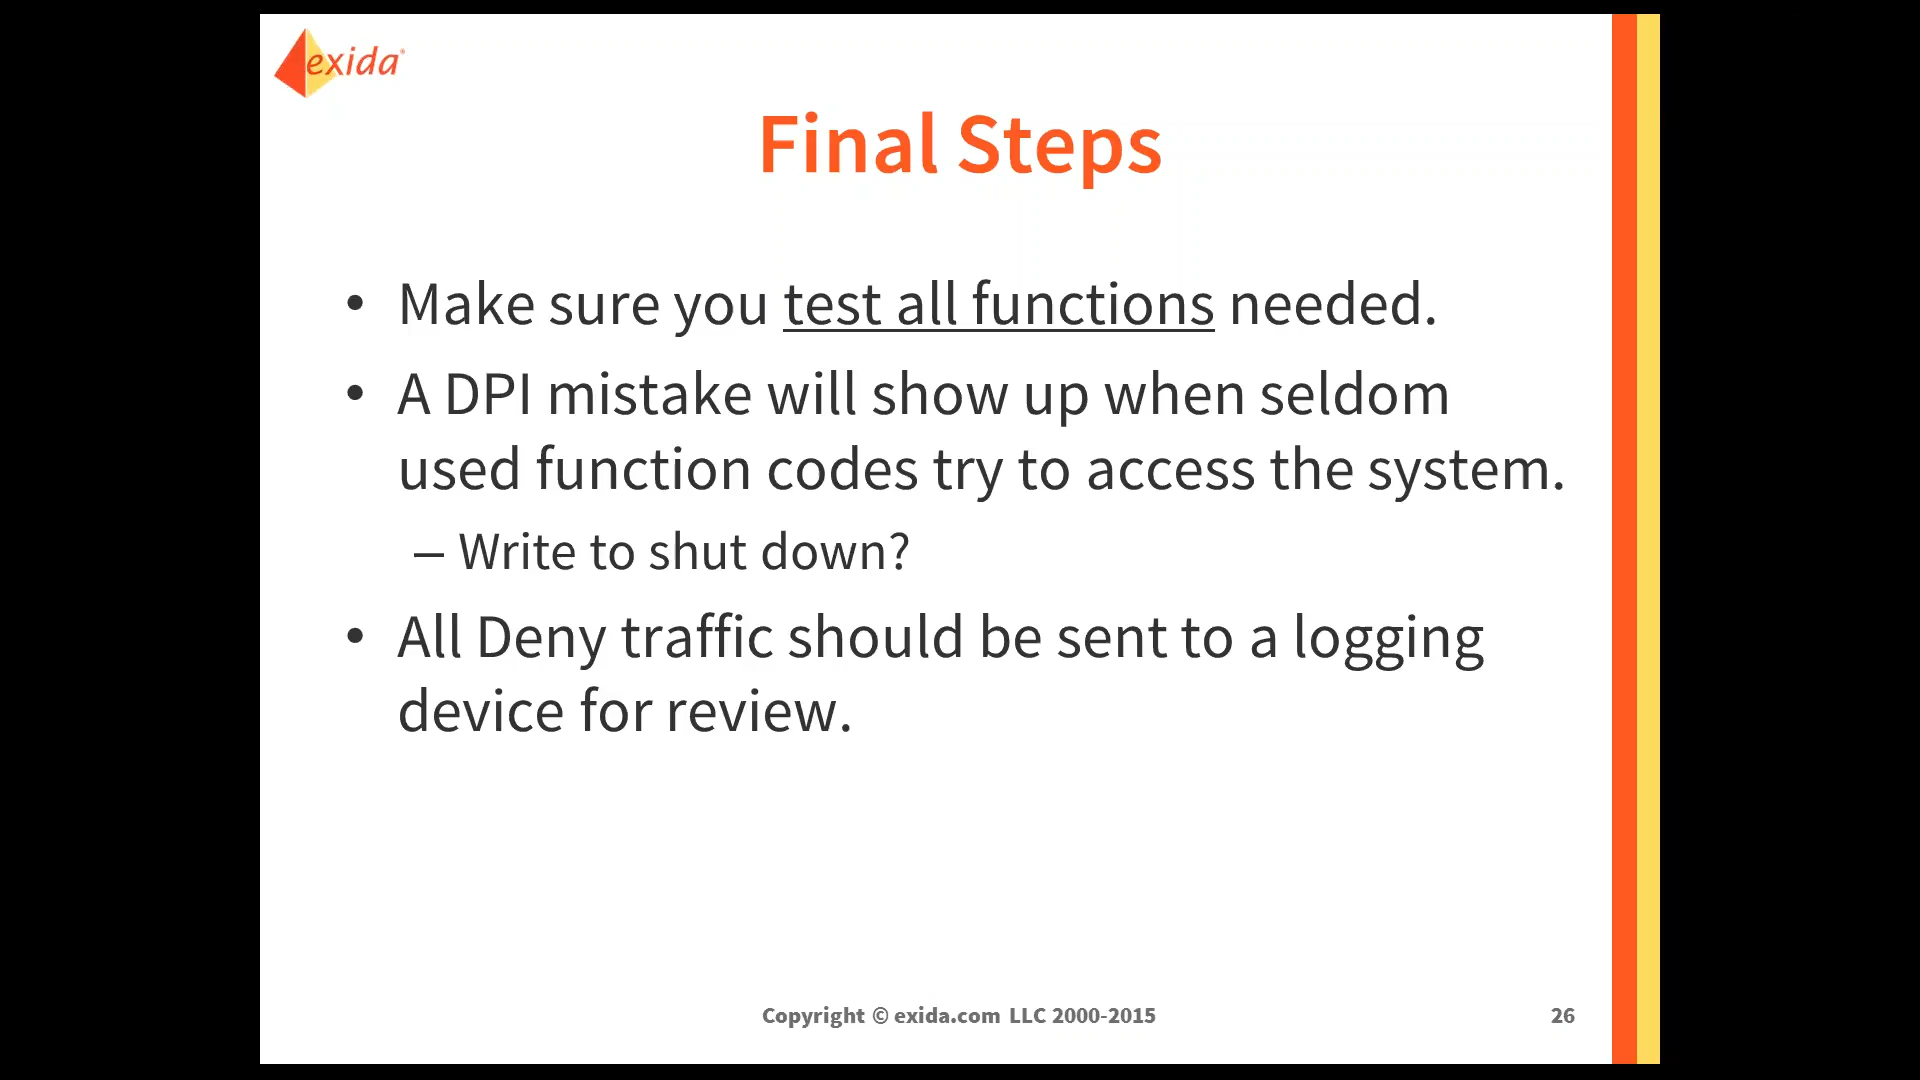 exida
Final Steps
• Make sure you test all functions needed.
• A DPI mistake will show up when seldom
used function codes try to access the system.
– Write to shut down?
• All Deny traffic should be sent to a logging
device for review.
Copyright © exida.com LLC 2000-2015
26